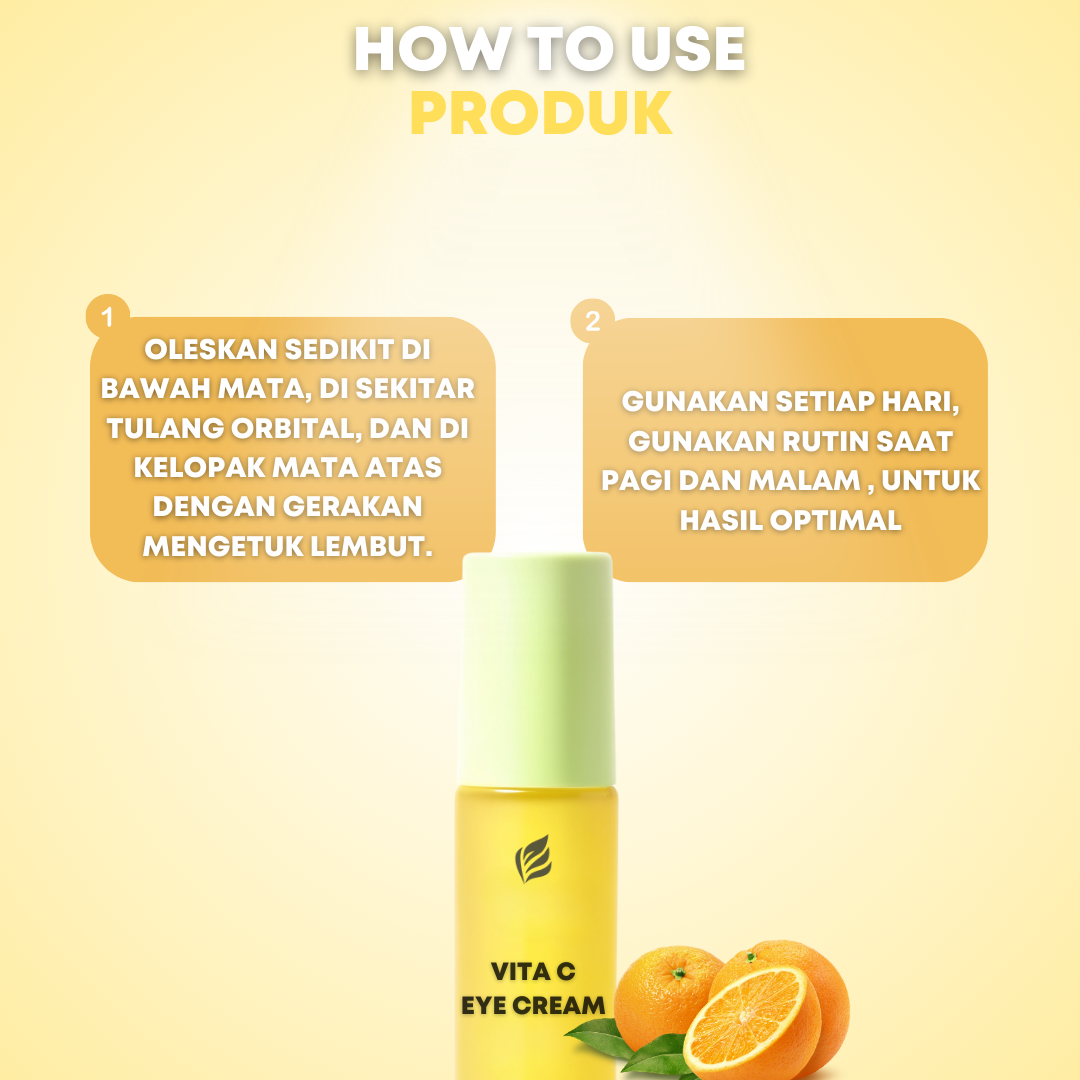 HOW TO USE
PRODUK
1
OLESKAN SEDIKIT DI
BAWAH MATA, DI SEKITAR
TULANG ORBITAL, DAN DI
KELOPAK MATA ATAS
DENGAN GERAKAN
MENGETUK LEMBUT.
2
GUNAKAN SETIAP HARI,
GUNAKAN RUTIN SAAT
PAGI DAN MALAM , UNTUK
HASIL OPTIMAL
VITA C
EYE CREAM